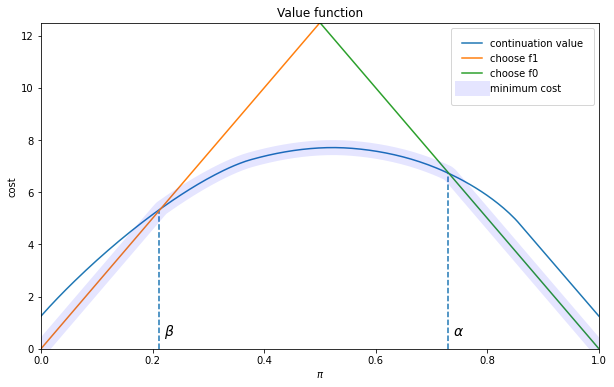 Value function
continuation value
choose f1
choose f0
minimum cost
cost
12
10
8
6
4
2
0
β
α
0.0 0.2 0.4 0.6 0.8 1.0
π